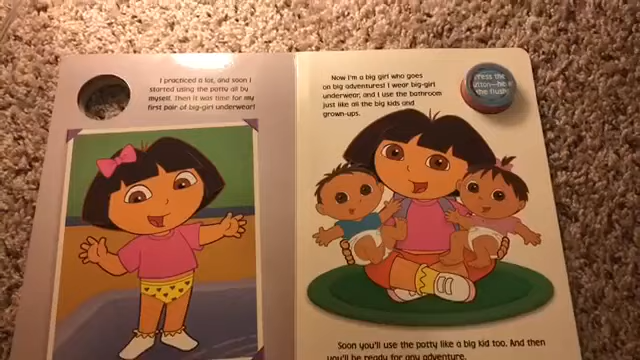 I practiced a lot, and soon I
started using the potty all by
myself. Then it was time for my
first pair of big-girl underwear!
Now I'm a big girl who goes
on big adventures! I wear big-girl
underwear, and I use the bathroom
just like all the big kids and
grown-ups.
Press the
button—hear
the flush!
Soon you'll use the potty like a big kid too. And then
you'll be ready for any adventure.